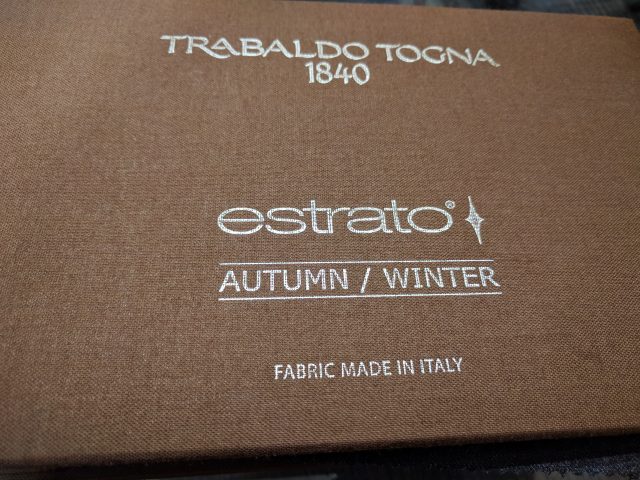 TRABALDO TOGNA
1840
estrato®
AUTUMN / WINTER
FABRIC MADE IN ITALY